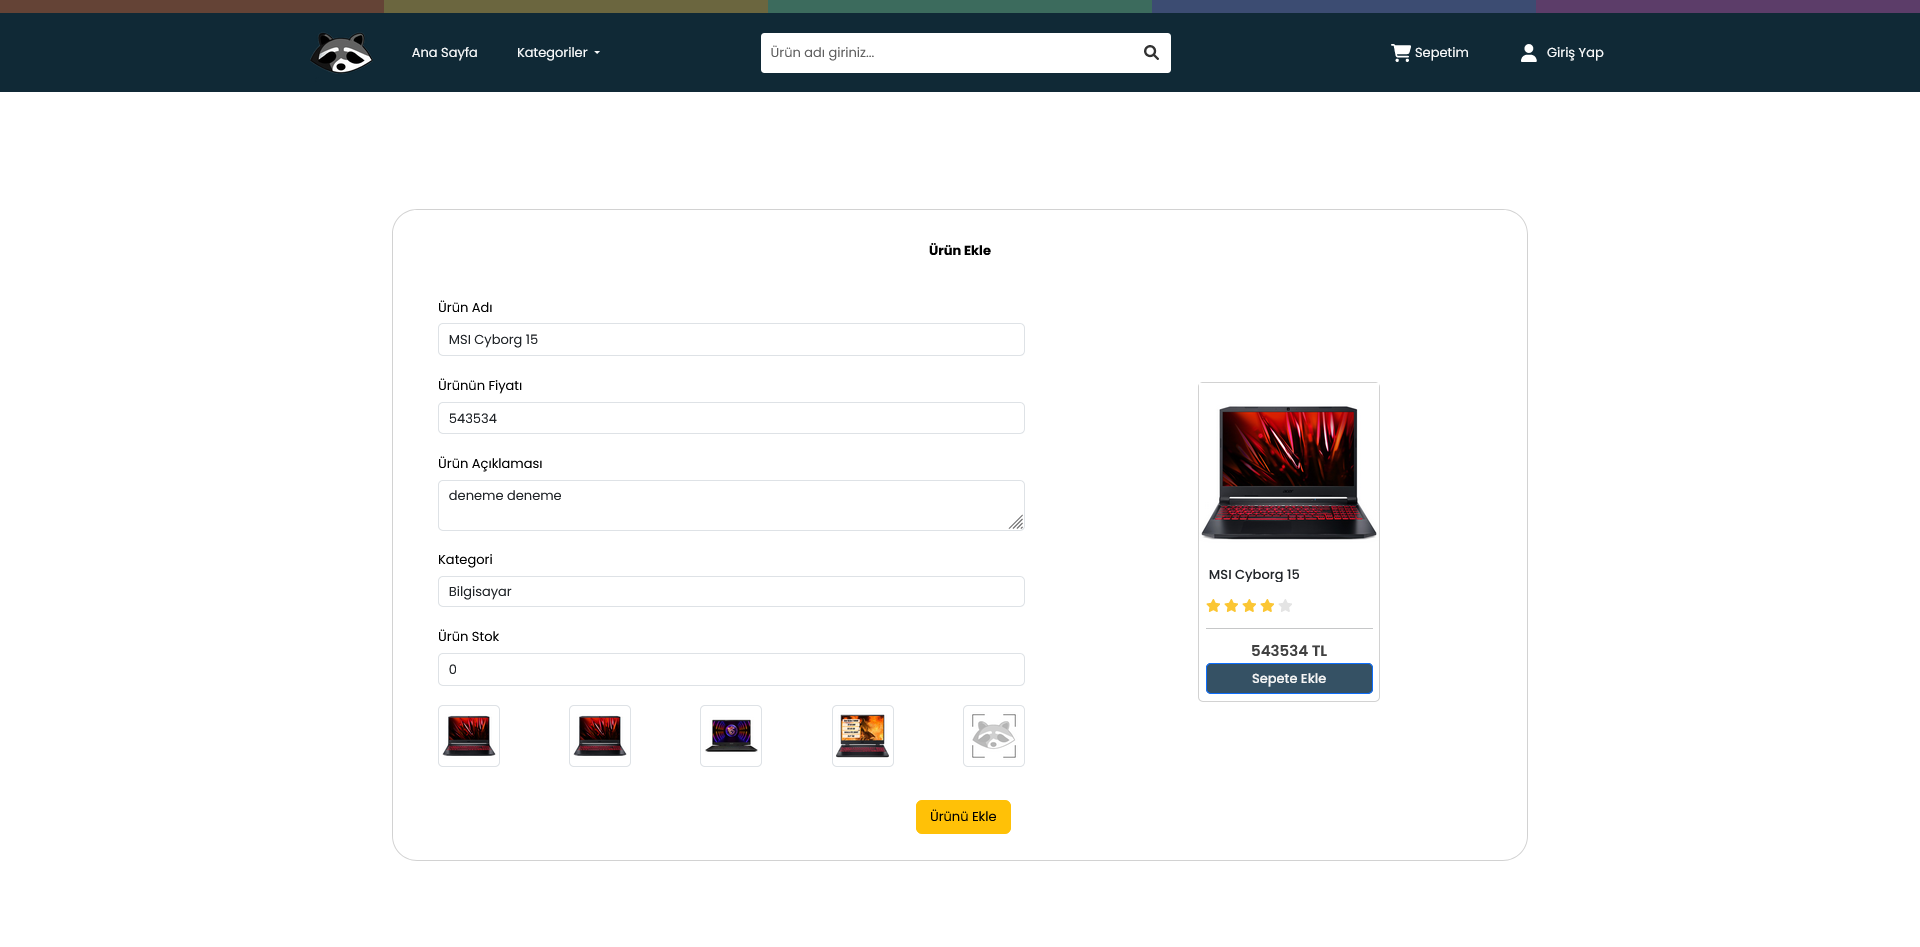 Ana Sayfa
Kategoriler
Ürün adı giriniz...
Sepetim
Giriş Yap
Ürün Ekle
Ürün Adı
MSI Cyborg 15
Ürünün Fiyatı
543534
Ürün Açıklaması
deneme deneme
Kategori
Bilgisayar
Ürün Stok
0
MSI Cyborg 15
543534 TL
Sepete Ekle
Ürünü Ekle